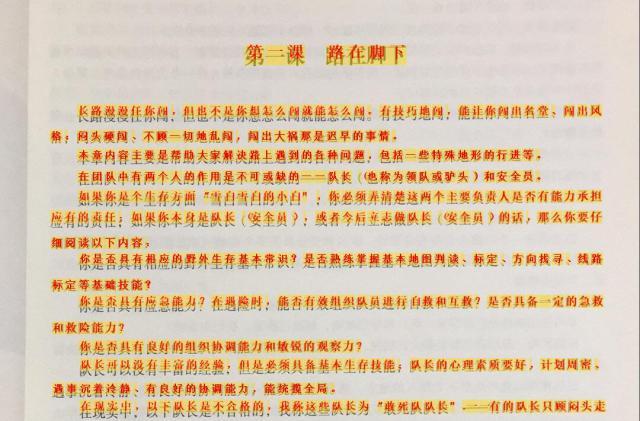 第二课 路在脚下
长路漫漫任你闯，但也不是你想怎么闯就能怎么闯。有技巧地闯，能让你闯出名堂、闯出风
格；闷头硬闯、不顾一切地乱闯，闯出大祸那是迟早的事情。
本章内容主要是帮助大家解决路上遇到的各种问题，包括一些特殊地形的行进等。
在团队中有两个人的作用是不可或缺的——队长（也称为领队或驴头）和安全员。
如果你是个生存方面“雪白雪白的小白”，你必须弄清楚这两个主要负责人是否有能力承担
应有的责任；如果你本身是队长（安全员），或者今后立志做队长（安全员）的话，那么你要仔
细阅读以下内容：
你是否具有相应的野外生存基本常识？是否熟练掌握基本地图判读、标定、方向找寻、线路
标定等基础技能？
你是否具有应急能力？在遇险时，能否有效组织队员进行自救和互救？是否具备一定的急救
和救险能力？
你是否具有良好的组织协调能力和敏锐的观察力？
队长可以没有丰富的经验，但是必须具备基本生存技能；队长的心理素质要好，计划周密，
遇事沉着冷静、有良好的协调能力，能统揽全局。
在现实中，以下队长是不合格的，我称这些队长为“敢死队队长”——有的队长只顾闷头走